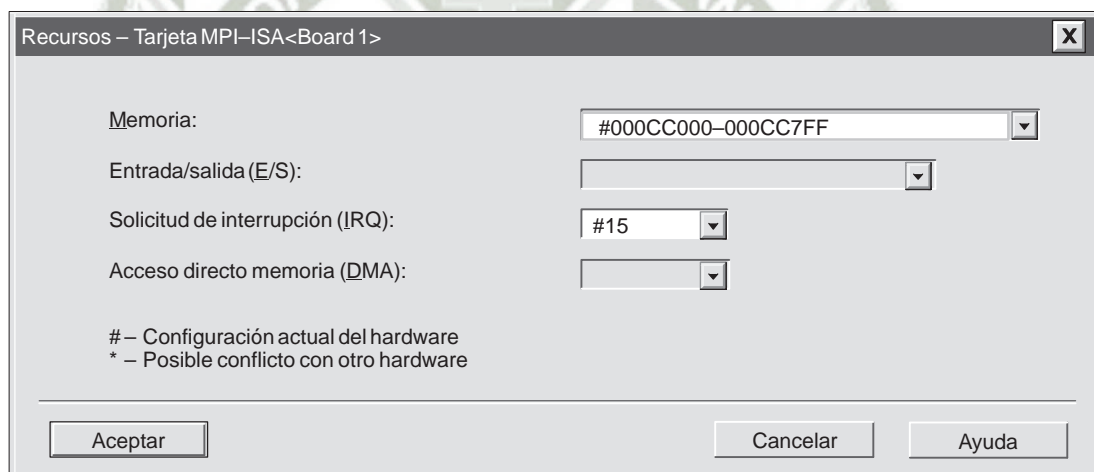 Recursos – Tarjeta MPI–ISA<Board 1>
X
Memoria:
#000CC000–000CC7FF
Entrada/salida (E/S):
Solicitud de interrupción (IRQ):
#15
Acceso directo memoria (DMA):
# – Configuración actual del hardware
* – Posible conflicto con otro hardware
Aceptar
Cancelar
Ayuda